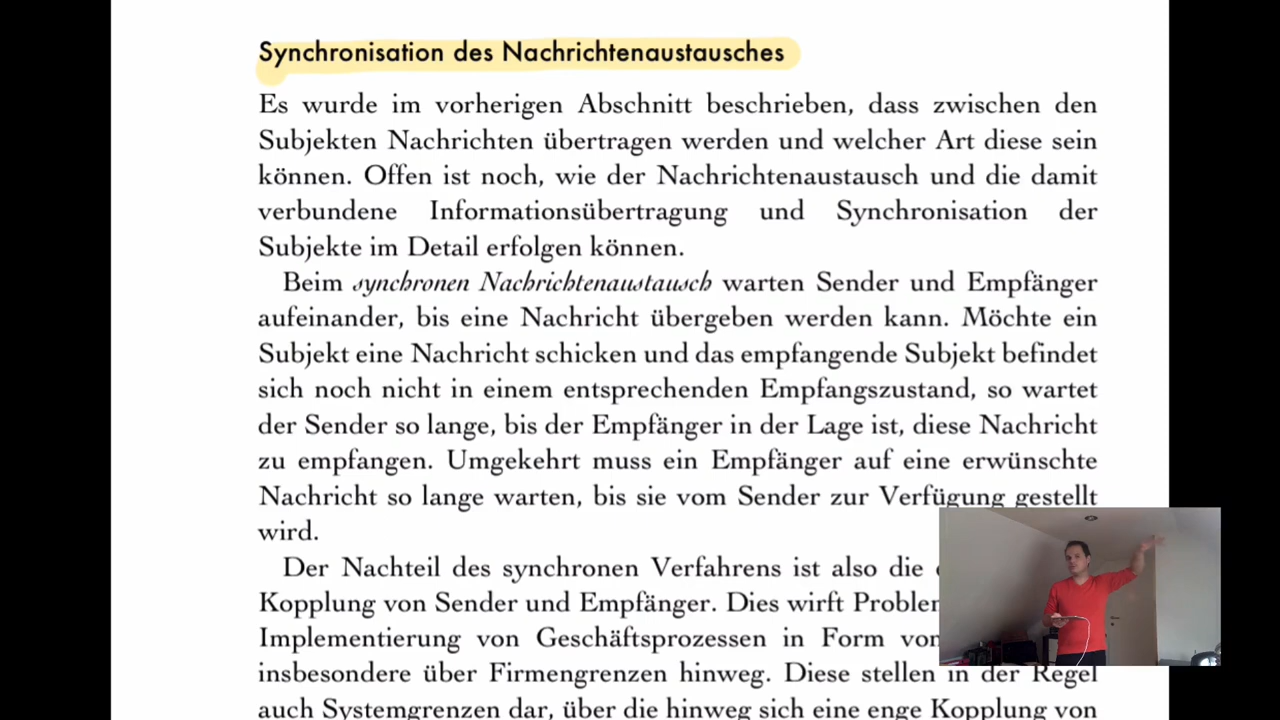 Synchronisation des Nachrichtenaustausches
Es wurde im vorherigen Abschnitt beschrieben, dass zwischen den
Subjekten Nachrichten übertragen werden und welcher Art diese sein
können. Offen ist noch, wie der Nachrichtenaustausch und die damit
verbundene Informationsübertragung und Synchronisation der
Subjekte im Detail erfolgen können.
Beim synchronen Nachrichtenaustausch warten Sender und Empfänger
aufeinander, bis eine Nachricht übergeben werden kann. Möchte ein
Subjekt eine Nachricht schicken und das empfangende Subjekt befindet
sich noch nicht in einem entsprechenden Empfangszustand, so wartet
der Sender so lange, bis der Empfänger in der Lage ist, diese Nachricht
zu empfangen. Umgekehrt muss ein Empfänger auf eine erwünschte
Nachricht so lange warten, bis sie vom Sender zur Verfügung gestellt
wird.
Der Nachteil des synchronen Verfahrens ist also die
Kopplung von Sender und Empfänger. Dies wirft
Implementierung von Geschäftsprozessen in Form
insbesondere über Firmengrenzen hinweg. Diese stellen in der Regel
auch Systemgrenzen dar, über die hinweg sich eine enge Kopplung von